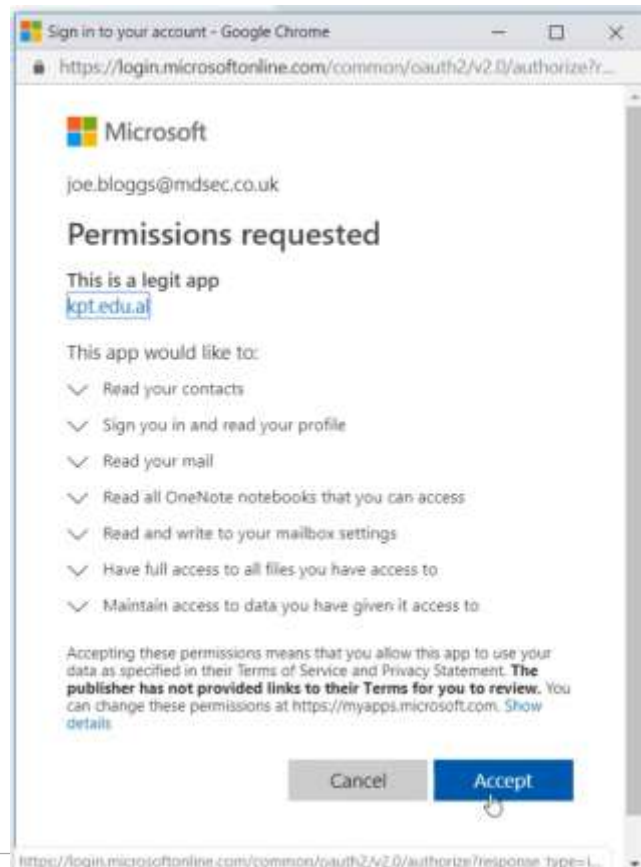 Sign in to your account - Google Chrome
https://login.microsoftonline.com/common/oauth2/v2.0/authorize?r...
Microsoft
joe.bloggs@mdsec.co.uk
Permissions requested
This is a legit app
kpt.edu.al
This app would like to:
Read your contacts
Sign you in and read your profile
Read your mail
Read all OneNote notebooks that you can access
Read and write to your mailbox settings
Have full access to all files you have access to
Maintain access to data you have given it access to
Accepting these permissions means that you allow this app to use your
data as specified in their Terms of Service and Privacy Statement. The
publisher has not provided links to their Terms for you to review. You
can change these permissions at https://myapps.microsoft.com. Show
details
Cancel Accept
https://login.microsoftonline.com/common/oauth2/v2.0/authorize?response_type=i...